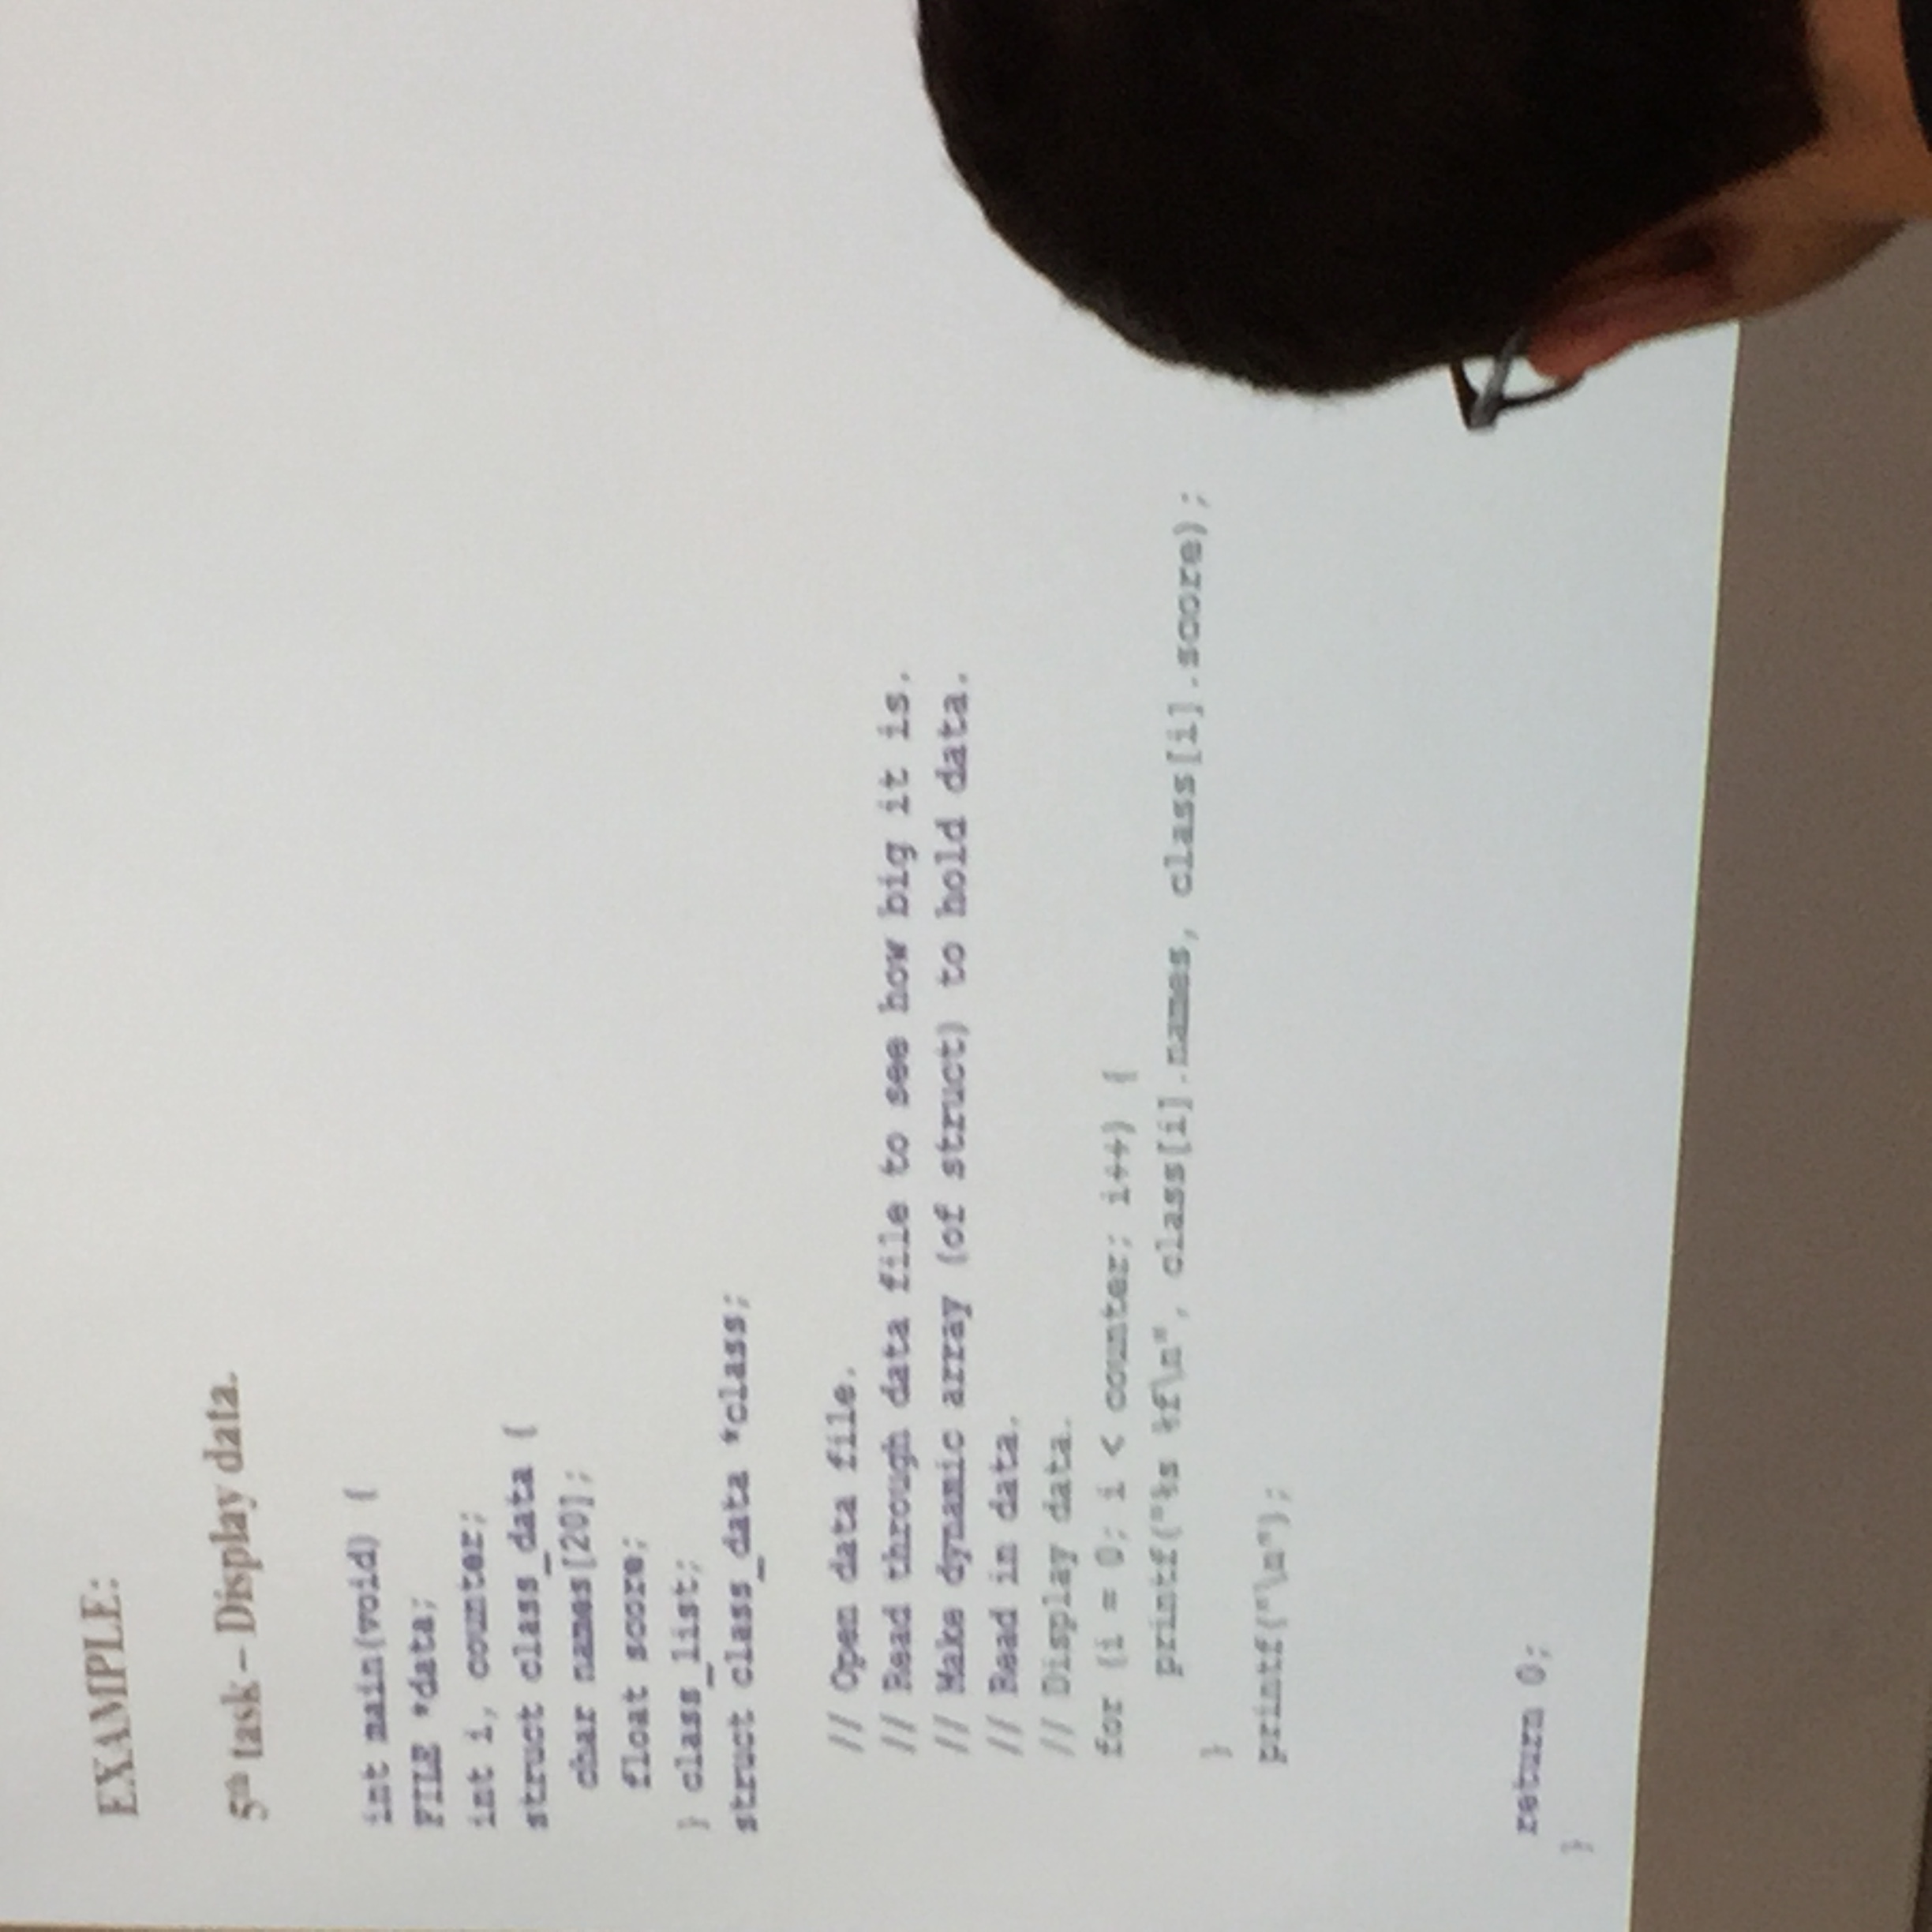 EXAMPLE:
5th task – Display data.
int main(void) {
FILE *data;
int i, counter;
struct class_data {
char names[20];
float score;
} class_list;
struct class_data *class;
// Open data file.
// Read through data file to see how big it is.
// Make dynamic array (of struct) to hold data.
// Read in data.
// Display data.
for (i = 0; i < counter; i++) {
printf("%s %f\n", class[i].names, class[i].score);
}
printf("\n");
return 0;
}